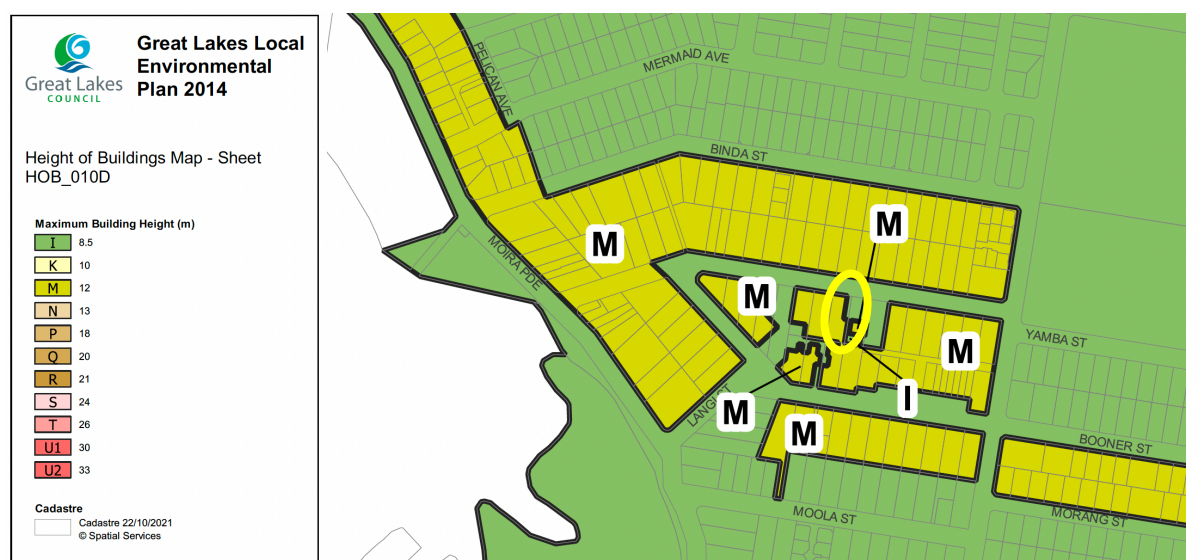 Great Lakes
COUNCIL
Great Lakes Local
Environmental
Plan 2014
Height of Buildings Map - Sheet
HOB_010D
Maximum Building Height (m)
I 8.5
K 10
M 12
N 13
P 18
Q 20
R 21
S 24
T 26
U1 30
U2 33
Cadastre
Cadastre 22/10/2021
© Spatial Services
PELICAN AVE
MERMAID AVE
BINDA ST
M
M
MOIRA PDE
M
YAMBA ST
M
I
LANGI ST
M
M
BOONER ST
MOOLA ST
MORANG ST